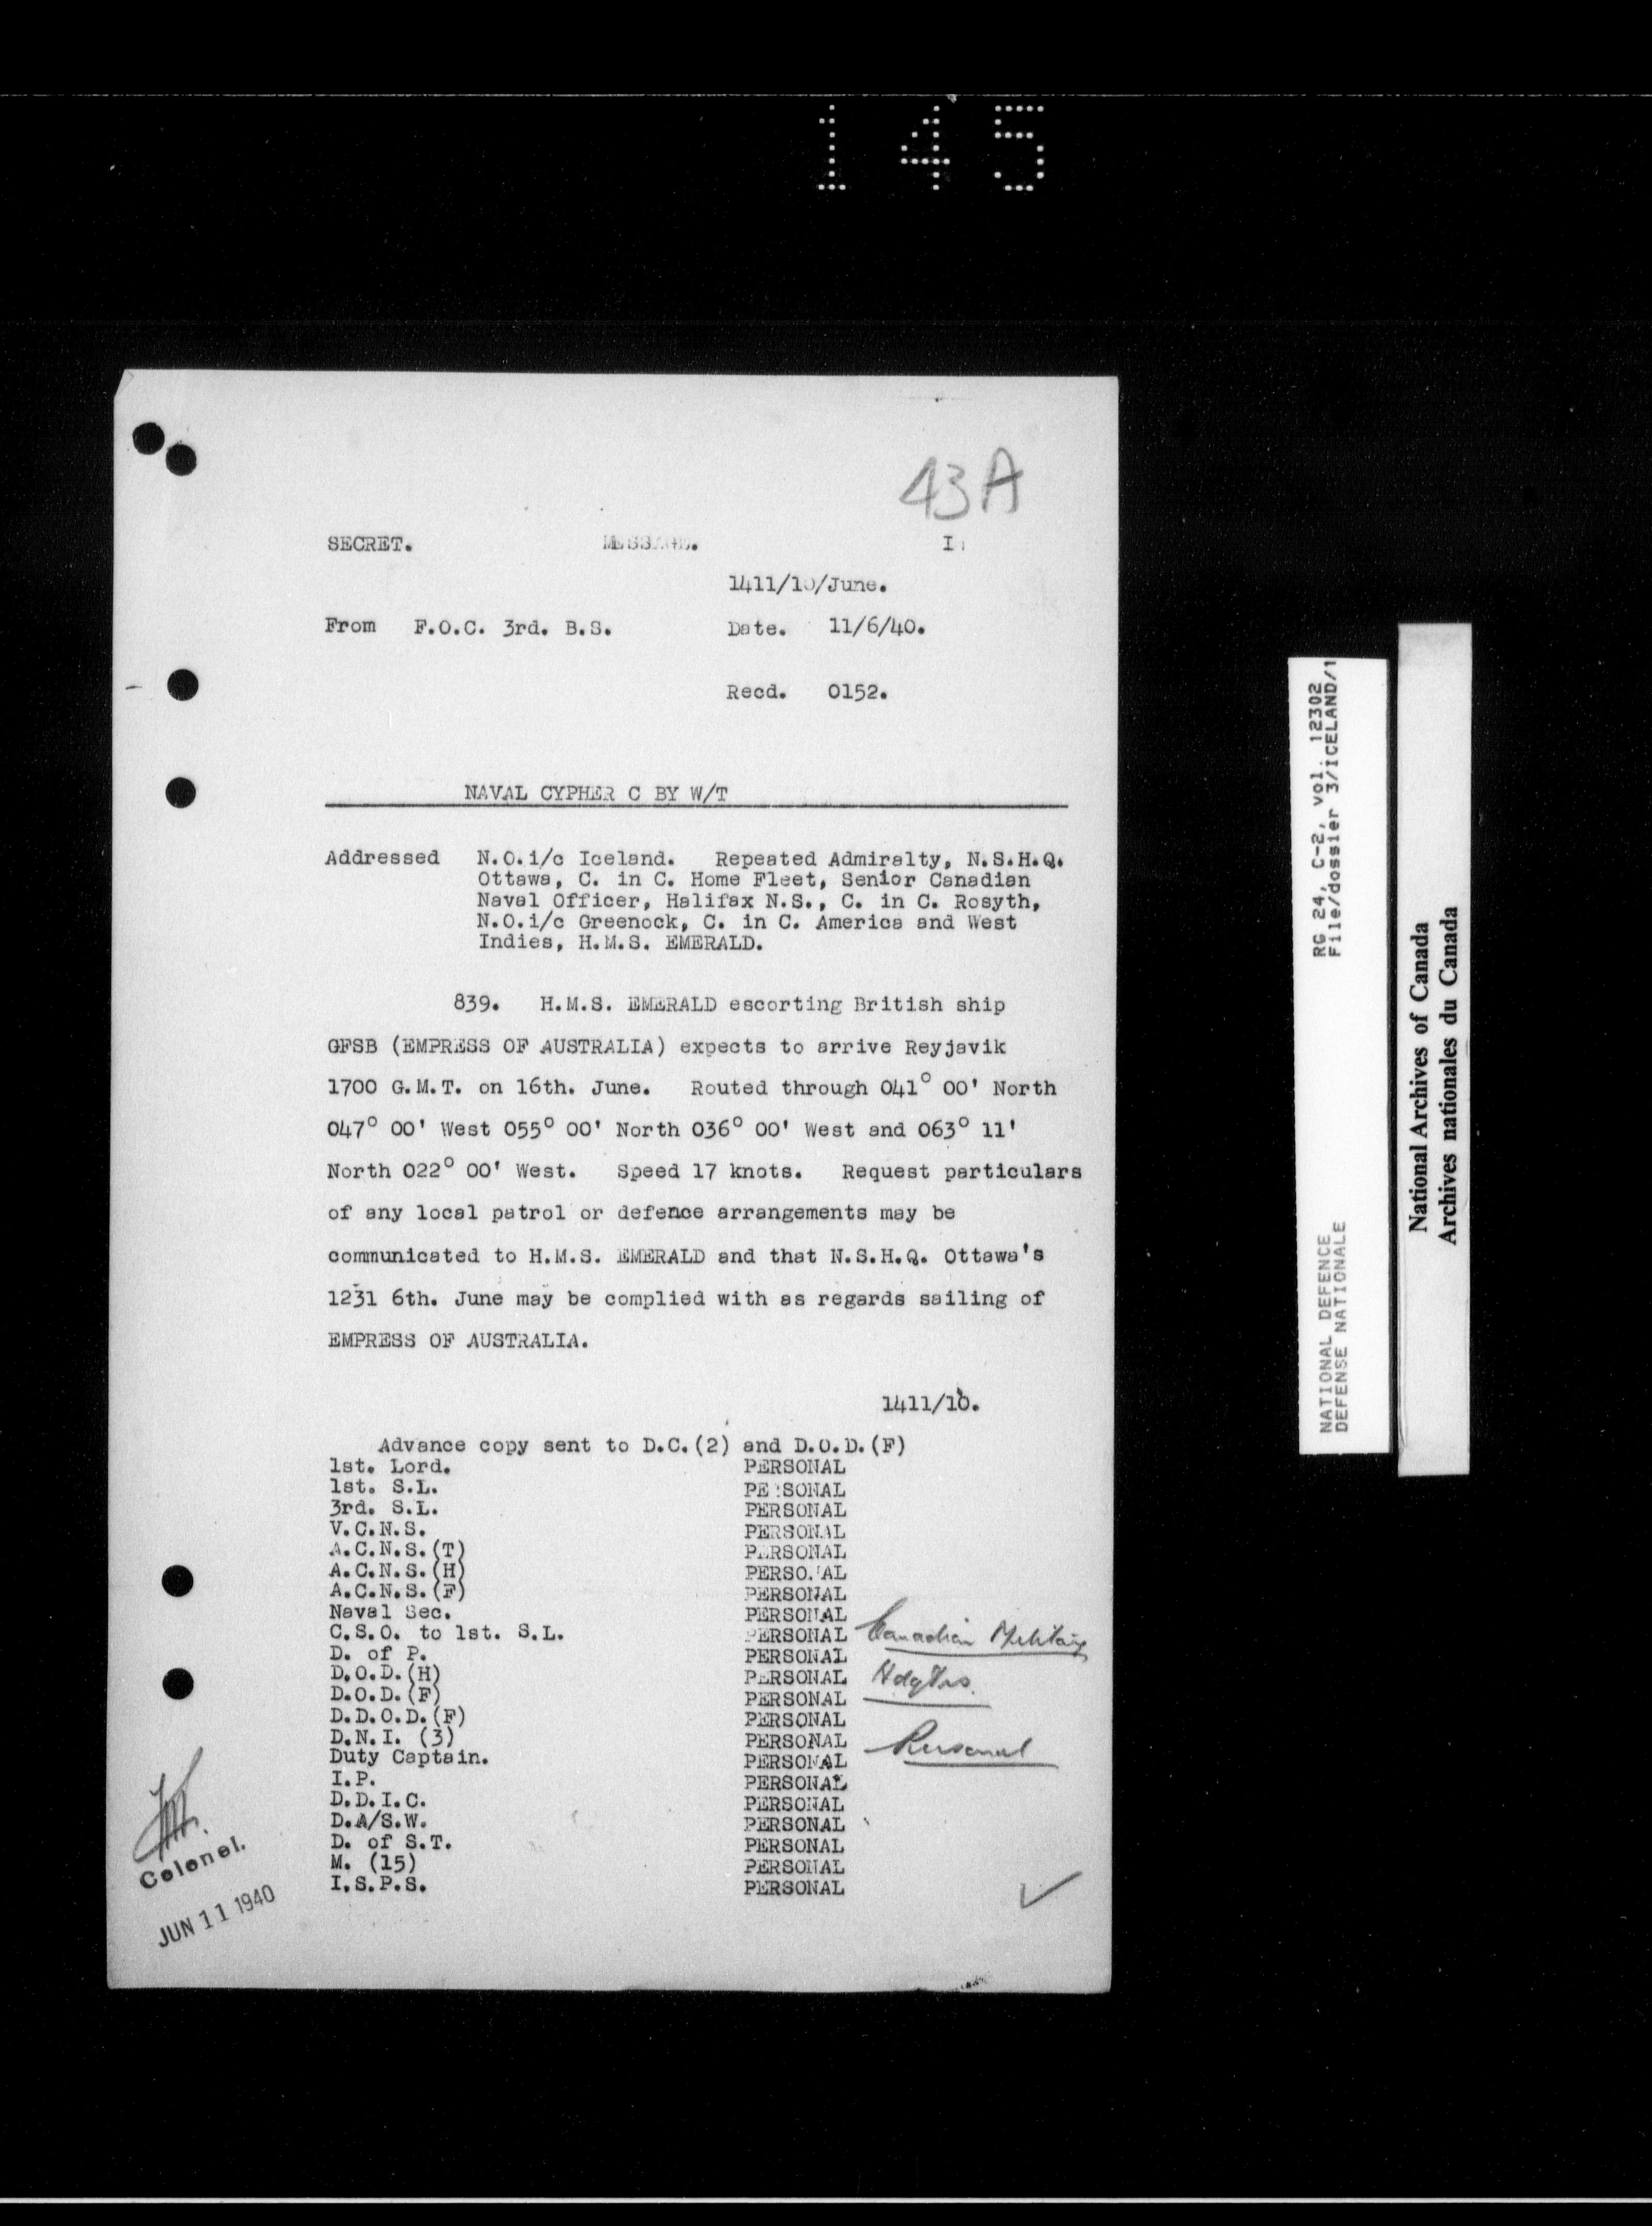 145
43A
SECRET. MESSAGE. I
1411/10/June.
From F.O.C. 3rd. B.S. Date. 11/6/40.
Recd. 0152.
NAVAL CYPHER C BY W/T
Addressed N.O.i/c Iceland. Repeated Admiralty, N.S.H.Q.
Ottawa, C. in C. Home Fleet, Senior Canadian
Naval Officer, Halifax N.S., C. in C. Rosyth,
N.O.i/c Greenock, C. in C. America and West
Indies, H.M.S. EMERALD.
839. H.M.S. EMERALD escorting British ship
GFSB (EMPRESS OF AUSTRALIA) expects to arrive Reyjavik
1700 G.M.T. on 16th. June. Routed through 041° 00' North
047° 00' West 055° 00' North 036° 00' West and 063° 11'
North 022° 00' West. Speed 17 knots. Request particulars
of any local patrol or defence arrangements may be
communicated to H.M.S. EMERALD and that N.S.H.Q. Ottawa's
1231 6th. June may be complied with as regards sailing of
EMPRESS OF AUSTRALIA.
1411/10.
Advance copy sent to D.C.(2) and D.O.D.(F)
1st. Lord. PERSONAL
1st. S.L. PERSONAL
3rd. S.L. PERSONAL
V.C.N.S. PERSONAL
A.C.N.S.(T) PERSONAL
A.C.N.S.(H) PERSONAL
A.C.N.S.(F) PERSONAL
Naval Sec. PERSONAL
C.S.O. to 1st. S.L. PERSONAL Canadian Military
D. of P. PERSONAL
D.O.D.(H) PERSONAL Hdqtrs.
D.O.D.(F) PERSONAL
D.D.O.D.(F) PERSONAL
D.N.I. (3) PERSONAL
Duty Captain. PERSONAL Personal
I.P. PERSONAL
D.D.I.C. PERSONAL
D.A/S.W. PERSONAL
D. of S.T. PERSONAL
M. (15) PERSONAL
I.S.P.S. PERSONAL
Colonel.
JUN 11 1940
NATIONAL DEFENCE RG 24, C-2, vol. 12302
DEFENSE NATIONALE File/dossier 3/ICELAND/1
National Archives of Canada
Archives nationales du Canada